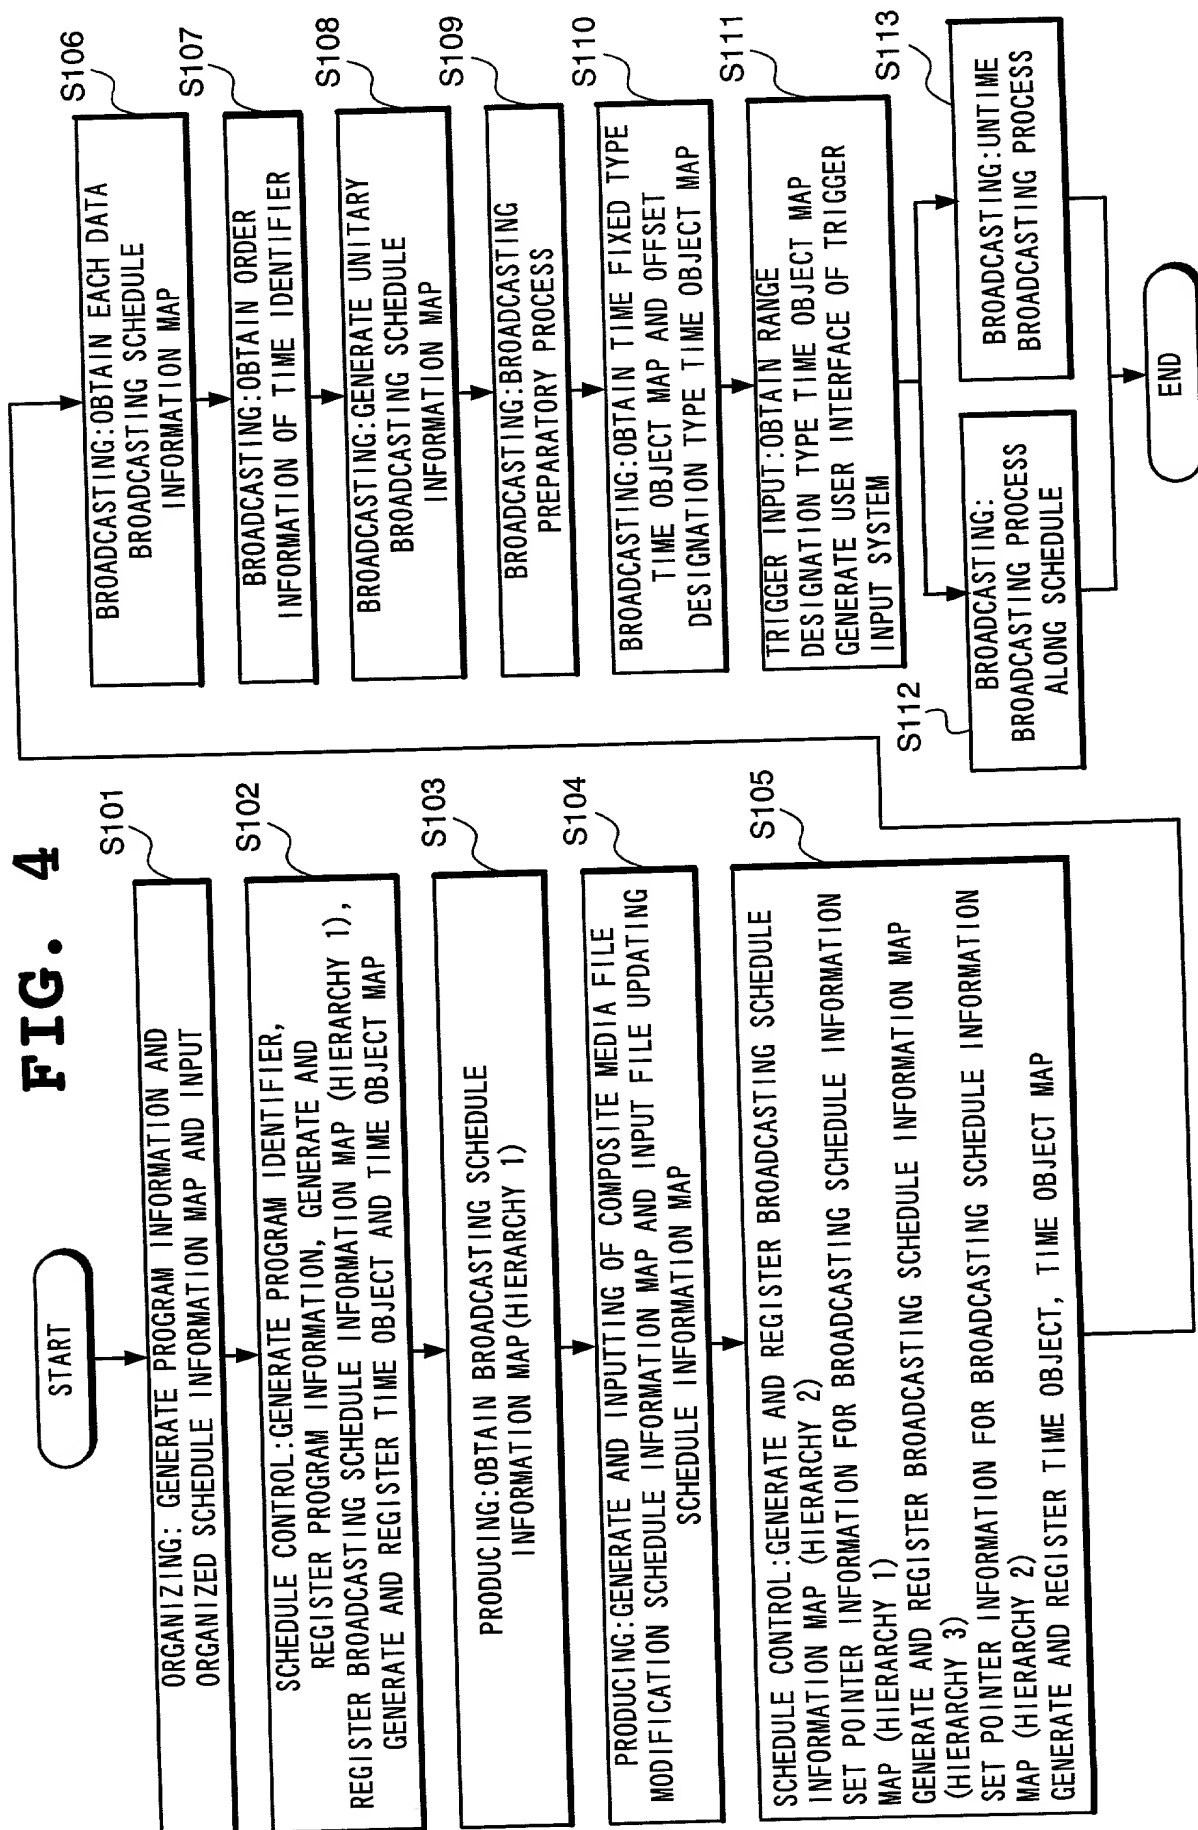 FIG. 4
START
S101
ORGANIZING: GENERATE PROGRAM INFORMATION AND
ORGANIZED SCHEDULE INFORMATION MAP AND INPUT
S102
SCHEDULE CONTROL:GENERATE PROGRAM IDENTIFIER,
REGISTER PROGRAM INFORMATION, GENERATE AND
REGISTER BROADCASTING SCHEDULE INFORMATION MAP (HIERARCHY 1),
GENERATE AND REGISTER TIME OBJECT AND TIME OBJECT MAP
S103
PRODUCING:OBTAIN BROADCASTING SCHEDULE
INFORMATION MAP(HIERARCHY 1)
S104
PRODUCING:GENERATE AND INPUTING OF COMPOSITE MEDIA FILE
MODIFICATION SCHEDULE INFORMATION MAP AND INPUT FILE UPDATING
SCHEDULE INFORMATION MAP
S105
SCHEDULE CONTROL:GENERATE AND REGISTER BROADCASTING SCHEDULE
INFORMATION MAP (HIERARCHY 2)
SET POINTER INFORMATION FOR BROADCASTING SCHEDULE INFORMATION
MAP (HIERARCHY 1)
GENERATE AND REGISTER BROADCASTING SCHEDULE INFORMATION MAP
(HIERARCHY 3)
SET POINTER INFORMATION FOR BROADCASTING SCHEDULE INFORMATION
MAP (HIERARCHY 2)
GENERATE AND REGISTER TIME OBJECT, TIME OBJECT MAP
S106
BROADCASTING:OBTAIN EACH DATA
BROADCASTING SCHEDULE
INFORMATION MAP
S107
BROADCASTING:OBTAIN ORDER
INFORMATION OF TIME IDENTIFIER
S108
BROADCASTING:GENERATE UNITARY
BROADCASTING SCHEDULE
INFORMATION MAP
S109
BROADCASTING:BROADCASTING
PREPARATORY PROCESS
S110
BROADCASTING:OBTAIN TIME FIXED TYPE
TIME OBJECT MAP AND OFFSET
DESIGNATION TYPE TIME OBJECT MAP
S111
TRIGGER INPUT:OBTAIN RANGE
DESIGNATION TYPE TIME OBJECT MAP
GENERATE USER INTERFACE OF TRIGGER
INPUT SYSTEM
S112
BROADCASTING:
BROADCASTING PROCESS
ALONG SCHEDULE
S113
BROADCASTING:UNTIME
BROADCASTING PROCESS
END